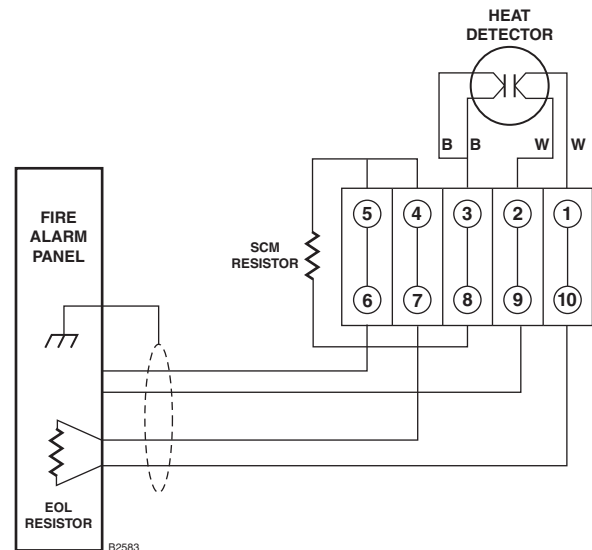 HEAT
DETECTOR
B B W W
5 4 3 2 1
6 7 8 9 10
SCM
RESISTOR
FIRE
ALARM
PANEL
EOL
RESISTOR
B2583